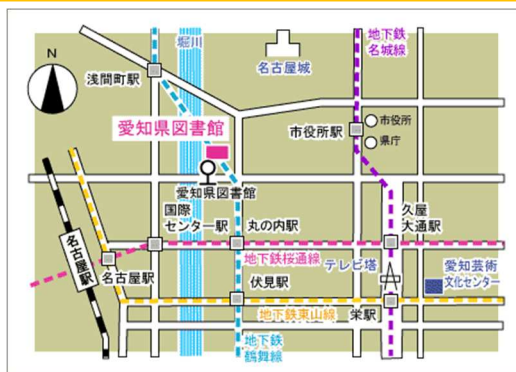 N
堀川
地下鉄
名城線
浅間町駅
名古屋城
愛知県図書館
市役所駅
市役所
県庁
愛知県図書館
国際
センター駅
丸の内駅
久屋
大通駅
名古屋駅
名古屋駅
地下鉄桜通線
テレビ塔
愛知芸術
文化センター
伏見駅
地下鉄東山線
栄駅
地下鉄
鶴舞線